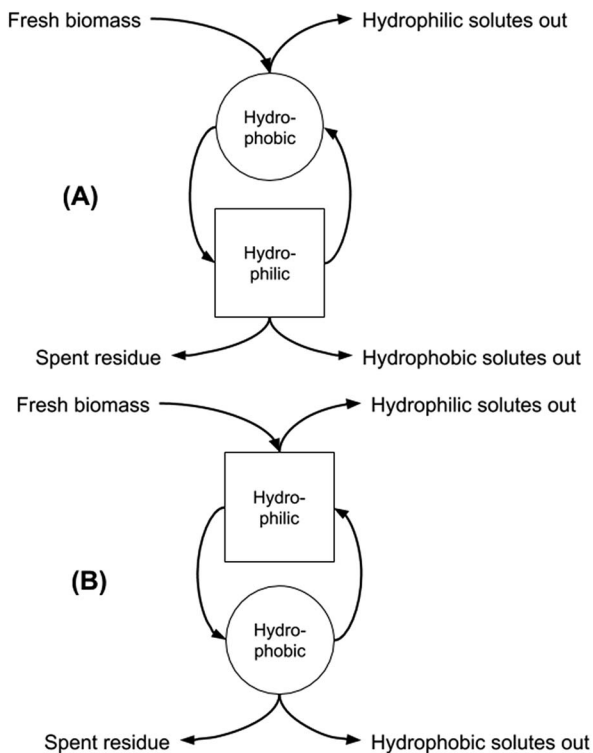 Fresh biomass
Hydrophilic solutes out
Hydro-
phobic
(A)
Hydro-
philic
Spent residue
Hydrophobic solutes out
Fresh biomass
Hydrophilic solutes out
Hydro-
philic
(B)
Hydro-
phobic
Spent residue
Hydrophobic solutes out